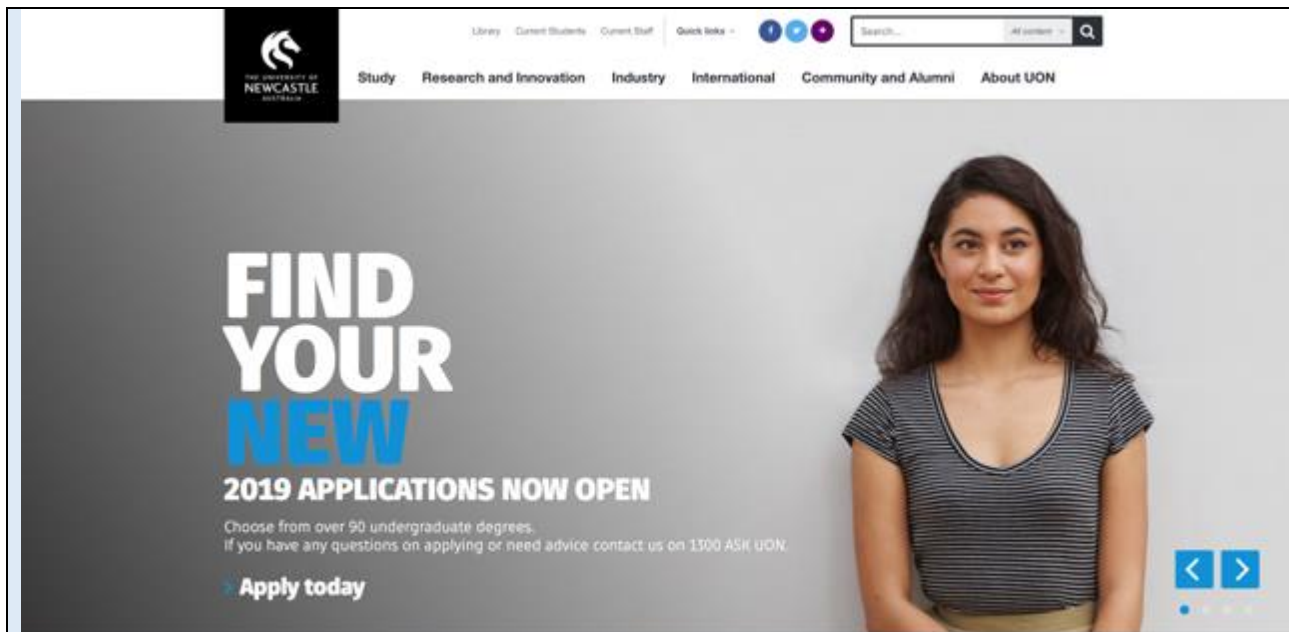 Library Current Students Current Staff Quick links
Search... All content
THE UNIVERSITY OF
NEWCASTLE
AUSTRALIA
Study Research and Innovation Industry International Community and Alumni About UON
FIND
YOUR
NEW
2019 APPLICATIONS NOW OPEN
Choose from over 90 undergraduate degrees.
If you have any questions on applying or need advice contact us on 1300 ASK UON.
Apply today